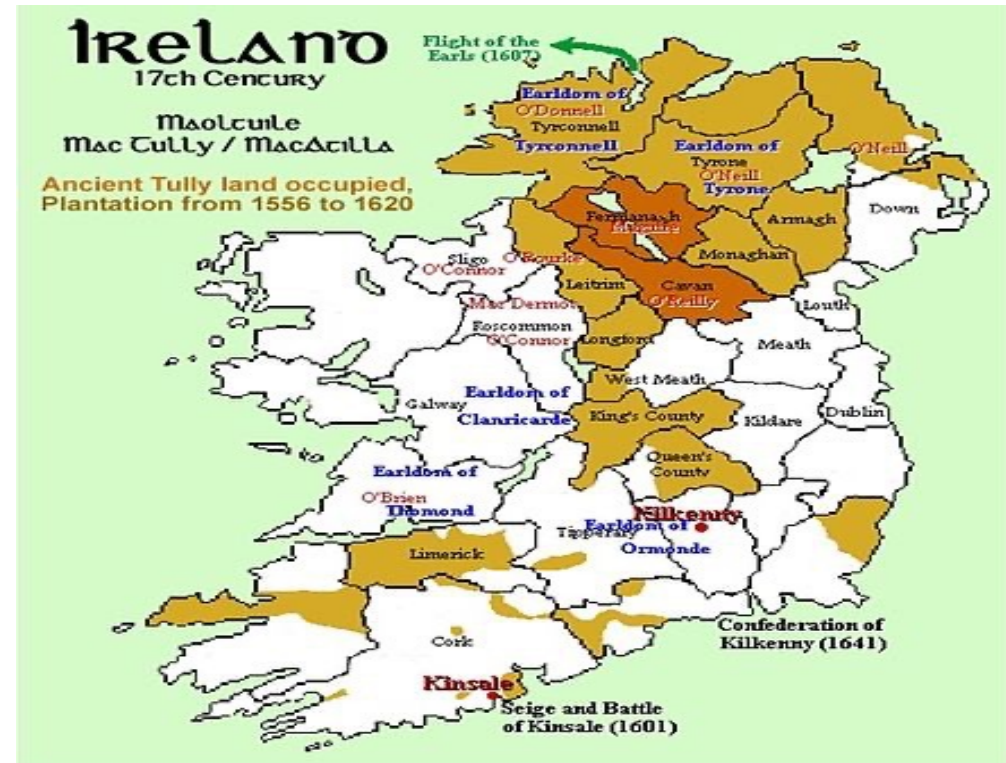 Ireland
17th Century
Maoltuile
Mac Tully / MacAtilla
Ancient Tully land occupied,
Plantation from 1556 to 1620
Flight of the
Earls (1607)
Earldom of
O'Donnell
Tyrconnell
Tyrconnell
Earldom of
Tyrone
O'Neill
Tyrone
O'Neill
Down
Armagh
Monaghan
Fermanagh
Maguire
Cavan
O'Reilly
Sligo
O'Connor
O'Rourke
Leitrim
Mac Dermot
Roscommon
O'Connor
Longford
Louth
Meath
West Meath
Earldom of
Clanricarde
Galway
King's County
Kildare
Dublin
Queen's
County
Earldom of
O'Brien
Thomond
Kilkenny
Earldom of
Tipperary
Ormonde
Limerick
Confederation of
Kilkenny (1641)
Cork
Kinsale
Seige and Battle
of Kinsale (1601)